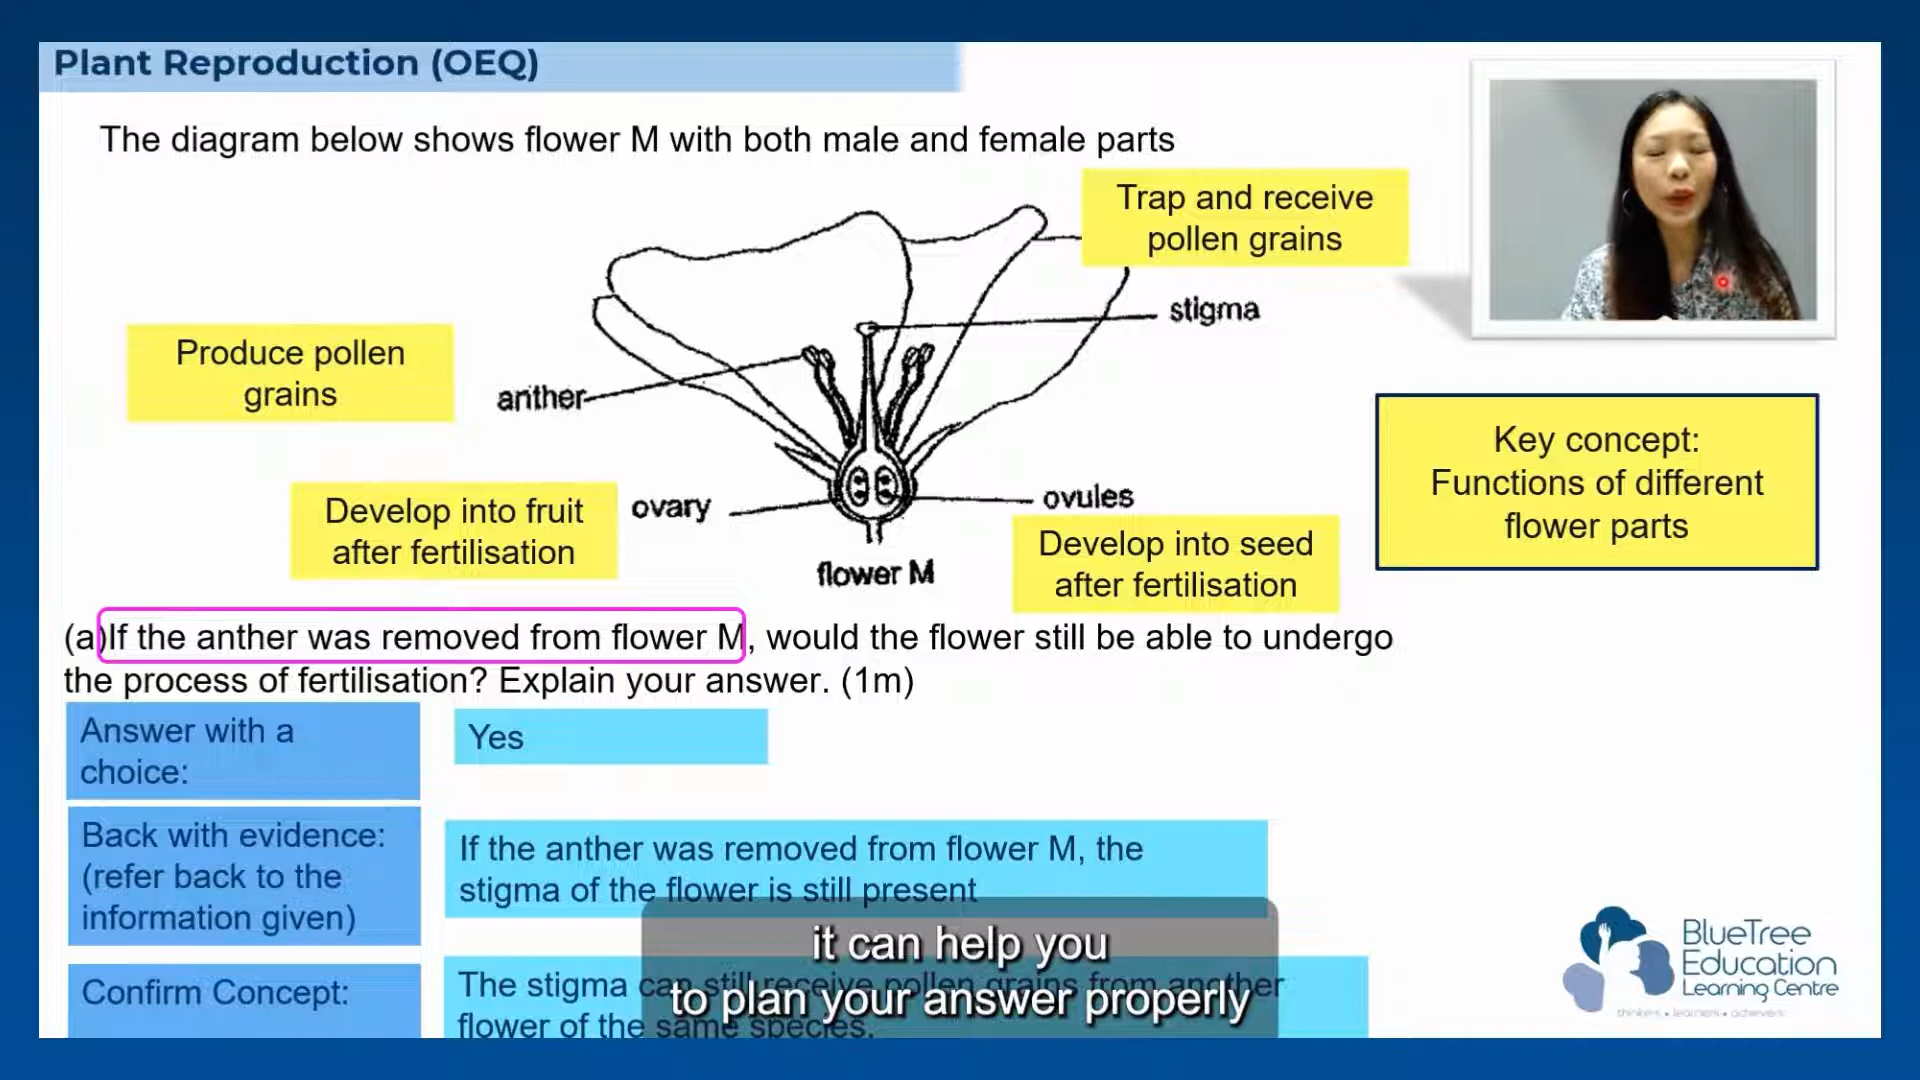 Plant Reproduction (OEQ)
The diagram below shows flower M with both male and female parts
Trap and receive
pollen grains
stigma
Produce pollen
grains
anther
Key concept:
Functions of different
flower parts
Develop into fruit
after fertilisation
ovary
ovules
Develop into seed
after fertilisation
flower M
(a)If the anther was removed from flower M, would the flower still be able to undergo
the process of fertilisation? Explain your answer. (1m)
Answer with a
choice:
Yes
Back with evidence:
(refer back to the
information given)
If the anther was removed from flower M, the
stigma of the flower is still present
Confirm Concept:
The stigma can still receive pollen grains from another
flower of the same species.
it can help you
to plan your answer properly
BlueTree
Education
Learning Centre
thinkers • learners • achievers